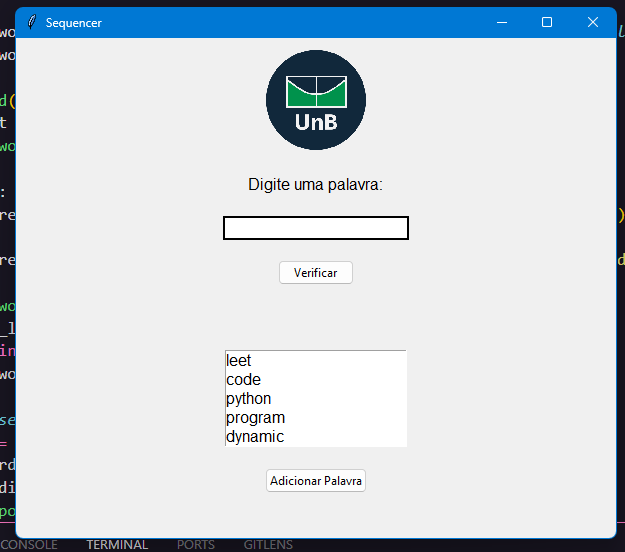 Sequencer
UnB
Digite uma palavra:
Verificar
leet
code
python
program
dynamic
Adicionar Palavra
CONSOLE TERMINAL PORTS GITLENS